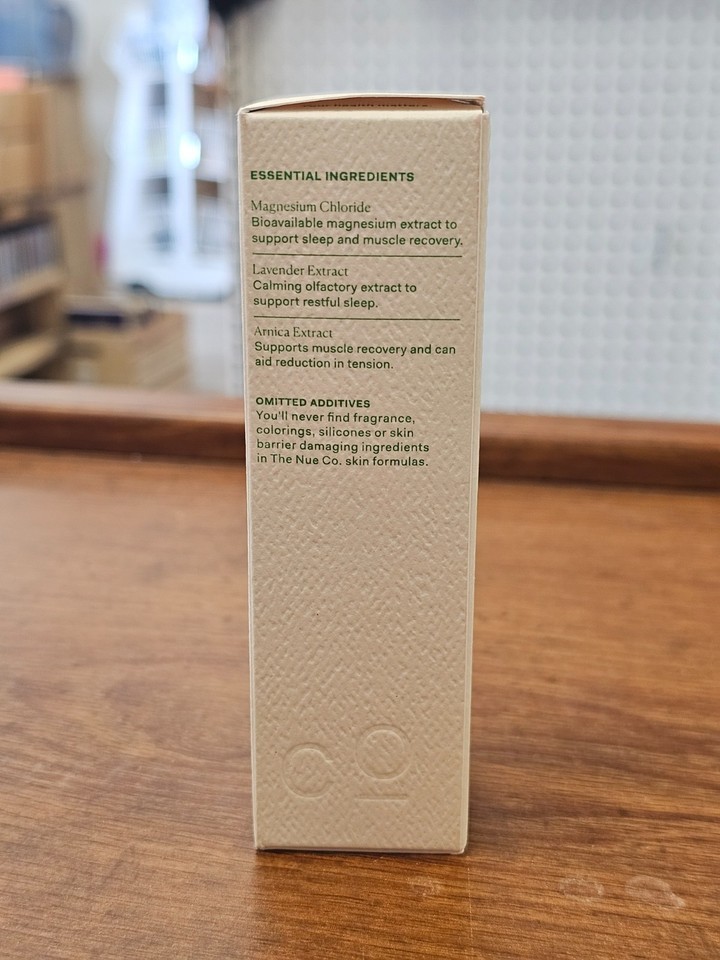 ESSENTIAL INGREDIENTS
Magnesium Chloride
Bioavailable magnesium extract to
support sleep and muscle recovery.
Lavender Extract
Calming olfactory extract to
support restful sleep.
Arnica Extract
Supports muscle recovery and can
aid reduction in tension.
OMITTED ADDITIVES
You'll never find fragrance,
colorings, silicones or skin
barrier damaging ingredients
in The Nue Co. skin formulas.
CO